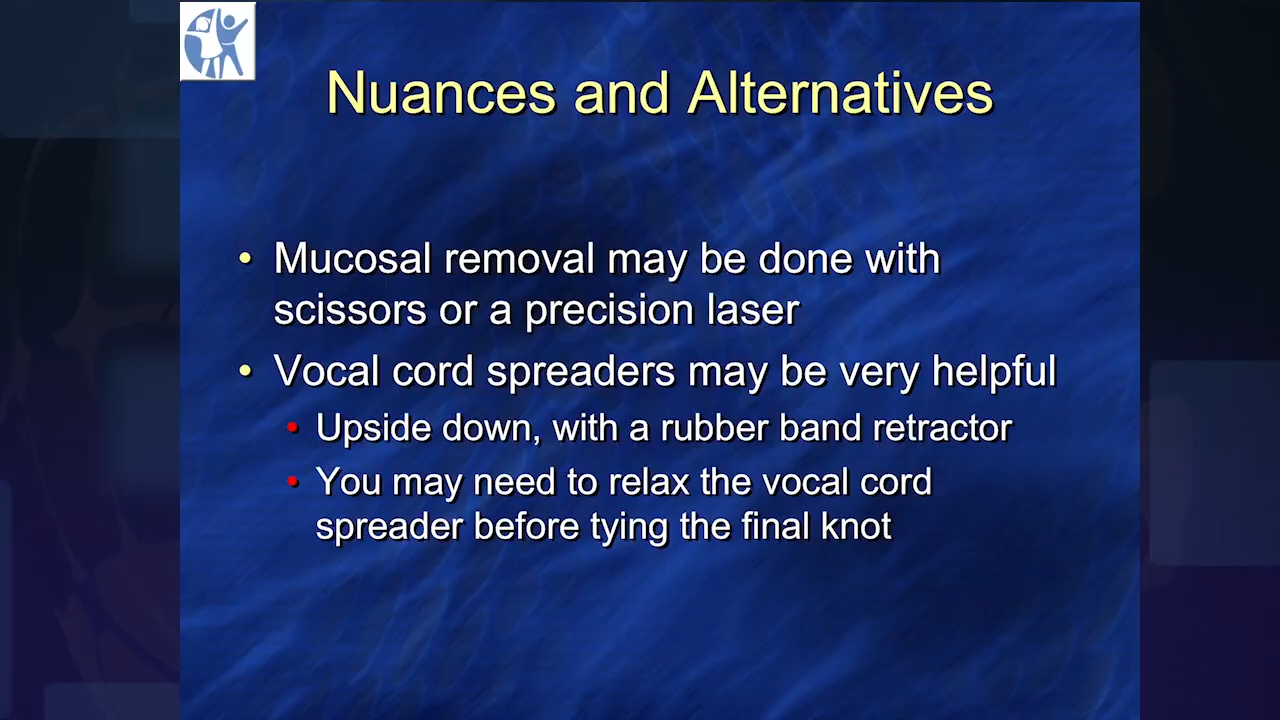 Nuances and Alternatives
• Mucosal removal may be done with
scissors or a precision laser
• Vocal cord spreaders may be very helpful
• Upside down, with a rubber band retractor
• You may need to relax the vocal cord
spreader before tying the final knot